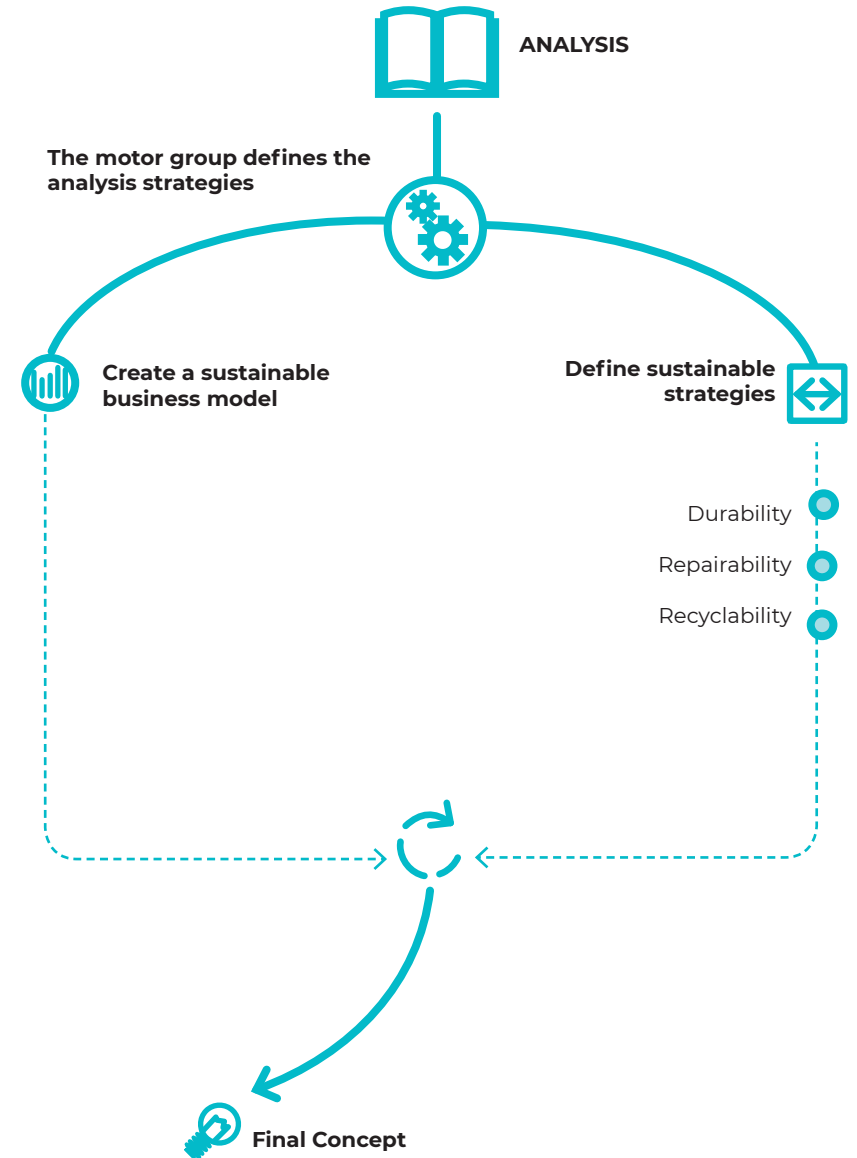 ANALYSIS
The motor group defines the
analysis strategies
Create a sustainable
business model
Define sustainable
strategies
Durability
Repairability
Recyclability
Final Concept